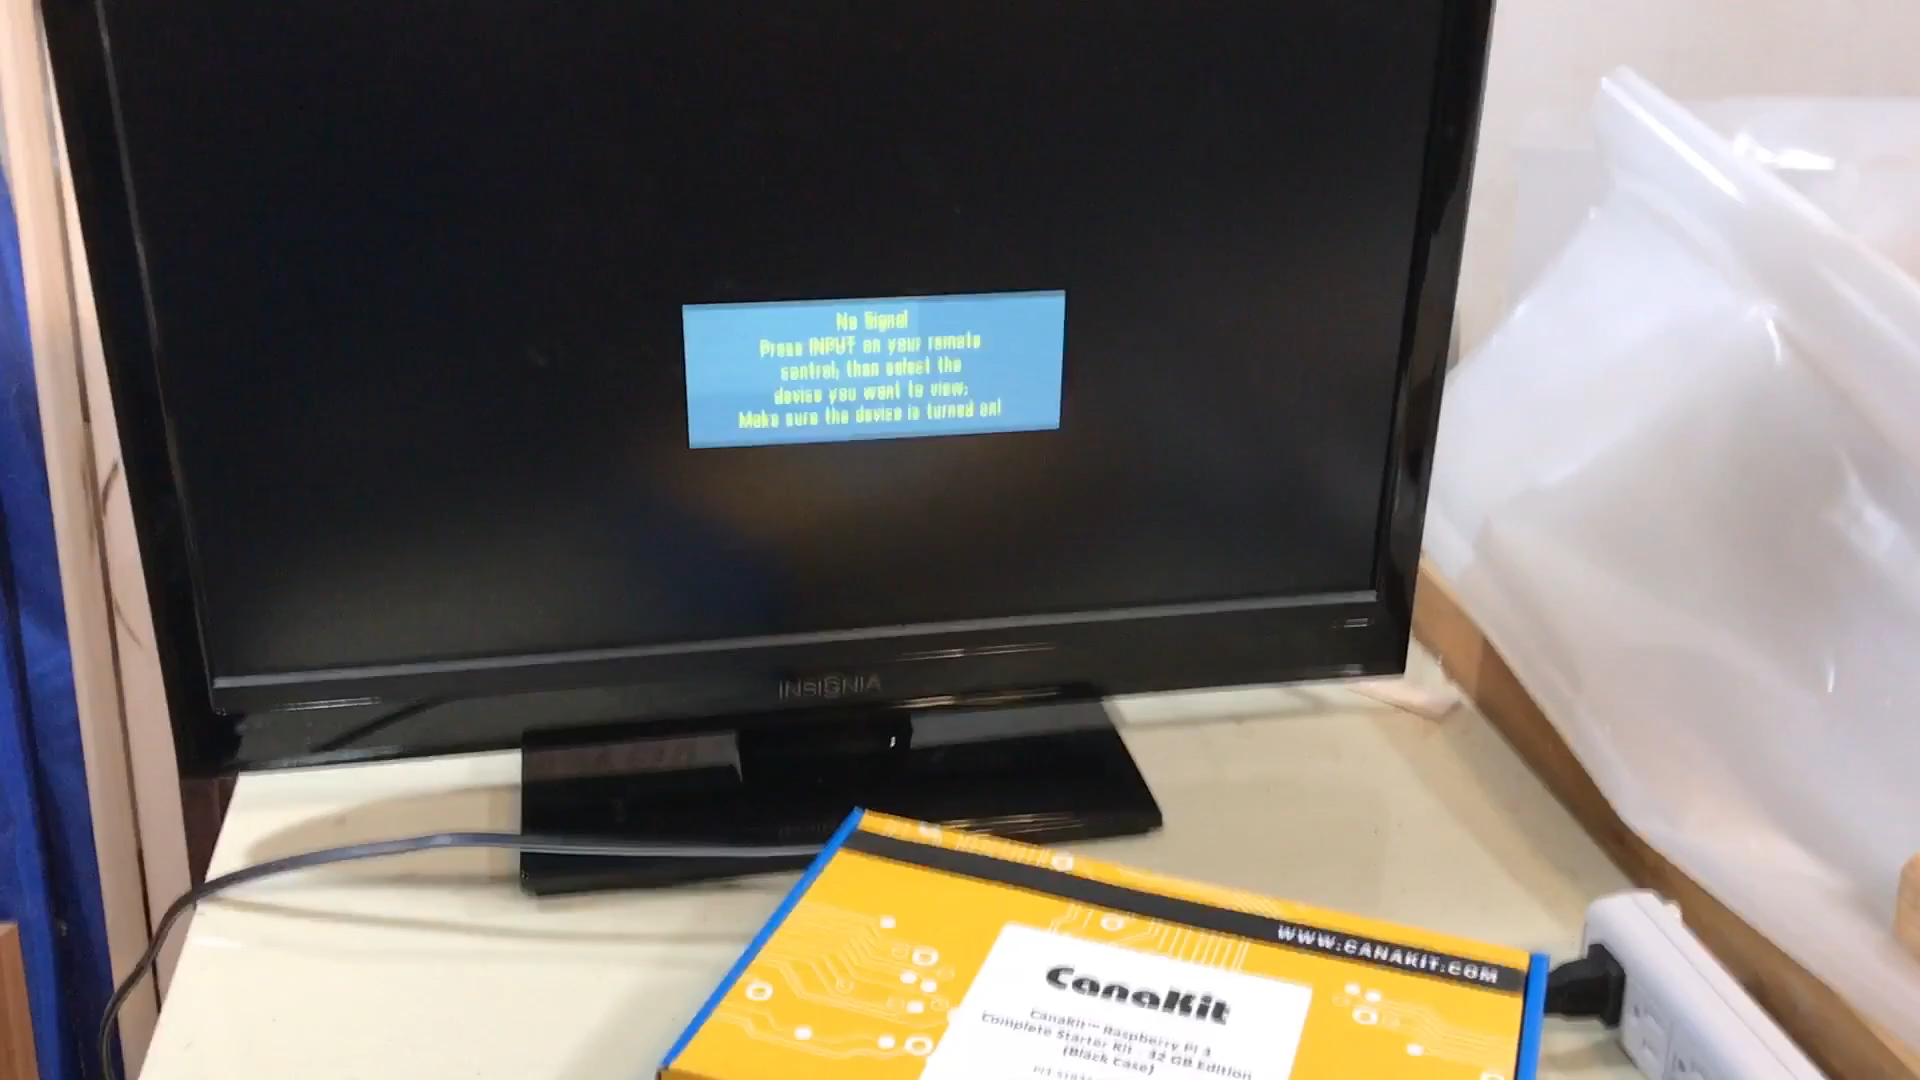 No Signal
Press INPUT on your remote
control, then select the
device you want to view.
Make sure the device is turned on!
INSIGNIA
WWW.CANAKIT.COM
CanaKit
CanaKit™ Raspberry Pi 3
Complete Starter Kit - 32 GB Edition
(Black Case)